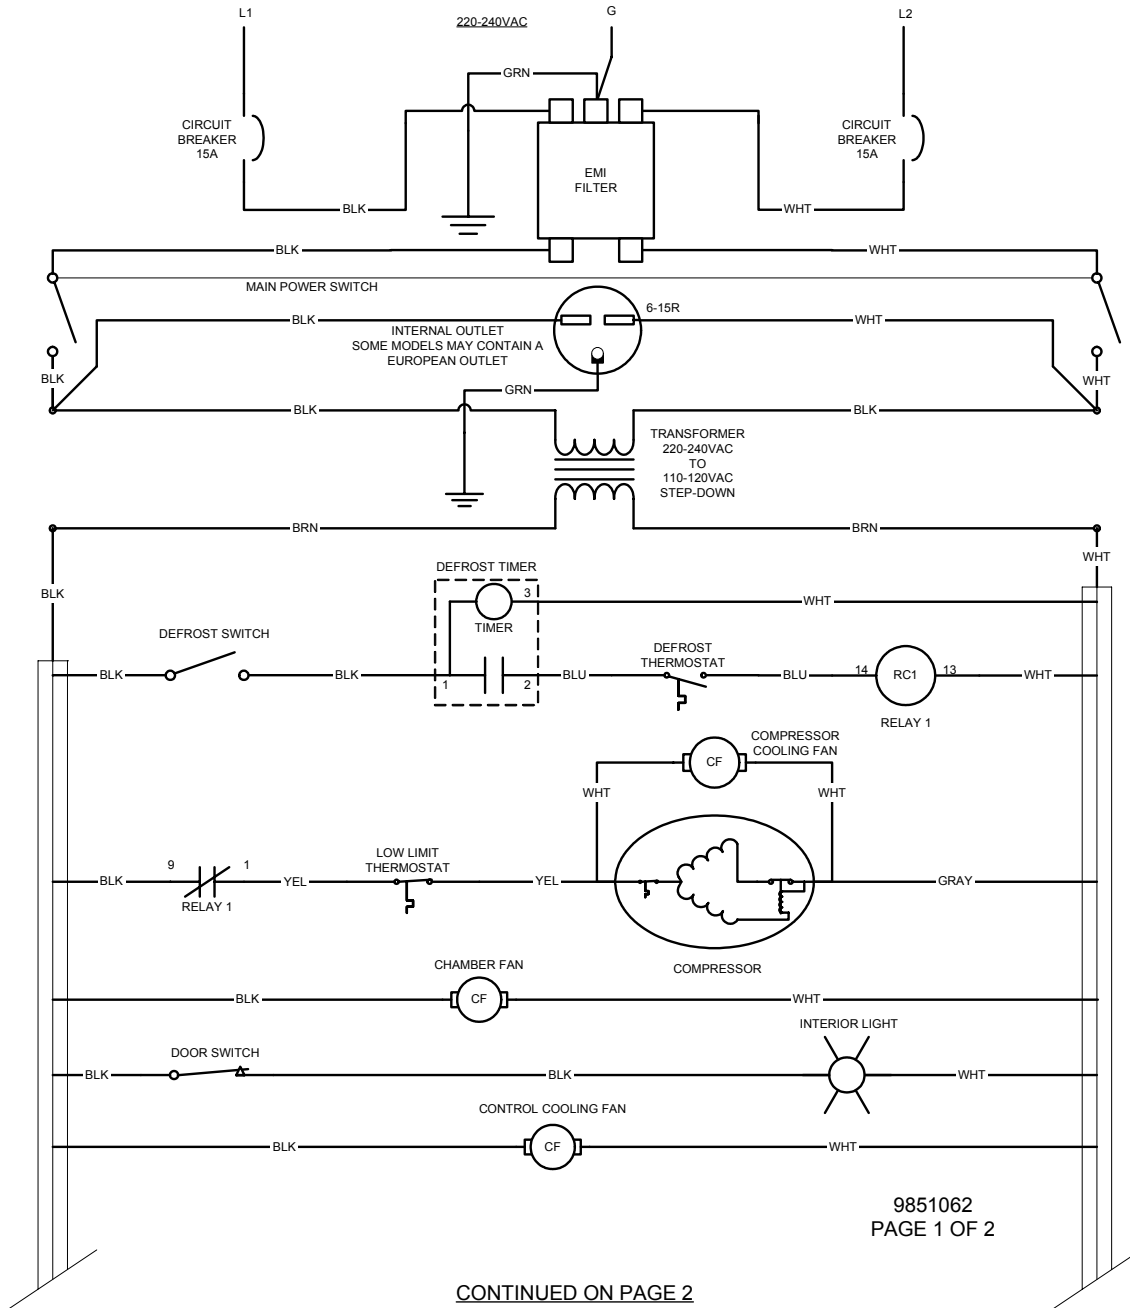 L1
220-240VAC
G
L2
GRN
CIRCUIT
BREAKER
15A
CIRCUIT
BREAKER
15A
EMI
FILTER
BLK
WHT
BLK
WHT
MAIN POWER SWITCH
6-15R
BLK
WHT
INTERNAL OUTLET
SOME MODELS MAY CONTAIN A
EUROPEAN OUTLET
BLK
WHT
GRN
BLK
BLK
TRANSFORMER
220-240VAC
TO
110-120VAC
STEP-DOWN
BRN
BRN
WHT
BLK
DEFROST TIMER
3
WHT
TIMER
DEFROST SWITCH
DEFROST
THERMOSTAT
BLK
BLK
1
2
BLU
BLU
14
RC1
13
WHT
RELAY 1
COMPRESSOR
COOLING FAN
CF
WHT
WHT
LOW LIMIT
THERMOSTAT
9
1
BLK
YEL
YEL
GRAY
RELAY 1
COMPRESSOR
CHAMBER FAN
BLK
CF
WHT
INTERIOR LIGHT
DOOR SWITCH
BLK
BLK
WHT
CONTROL COOLING FAN
BLK
CF
WHT
9851062
PAGE 1 OF 2
CONTINUED ON PAGE 2